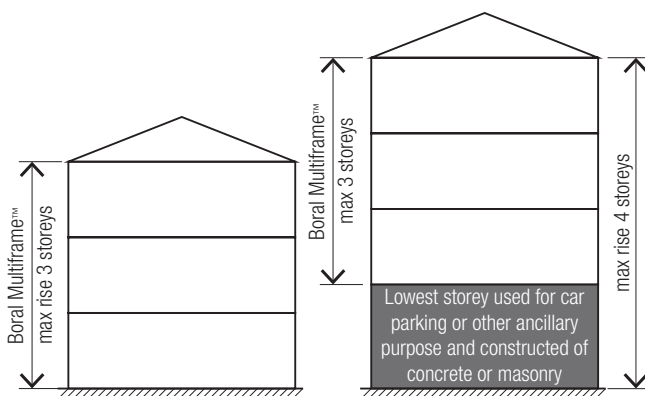 Boral Multiframe™
max rise 3 storeys
Boral Multiframe™
max 3 storeys
Lowest storey used for car
parking or other ancillary
purpose and constructed of
concrete or masonry
max rise 4 storeys